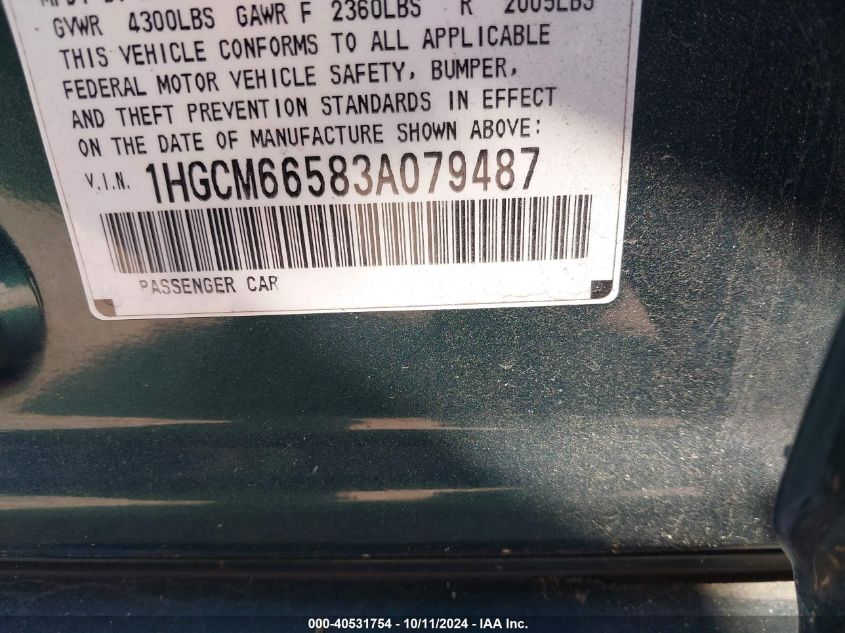 GVWR 4300LBS GAWR F 2360LBS R 2005LBS
THIS VEHICLE CONFORMS TO ALL APPLICABLE
FEDERAL MOTOR VEHICLE SAFETY, BUMPER,
AND THEFT PREVENTION STANDARDS IN EFFECT
ON THE DATE OF MANUFACTURE SHOWN ABOVE:
V.I.N. 1HGCM66583A079487
PASSENGER CAR
000-40531754 - 10/11/2024 - IAA Inc.